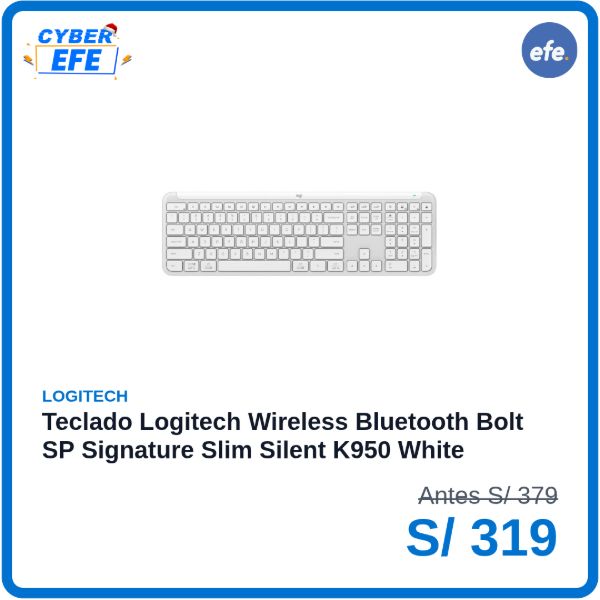 CYBER
EFE
efe.
LOGITECH
Teclado Logitech Wireless Bluetooth Bolt
SP Signature Slim Silent K950 White
Antes S/ 379
S/ 319